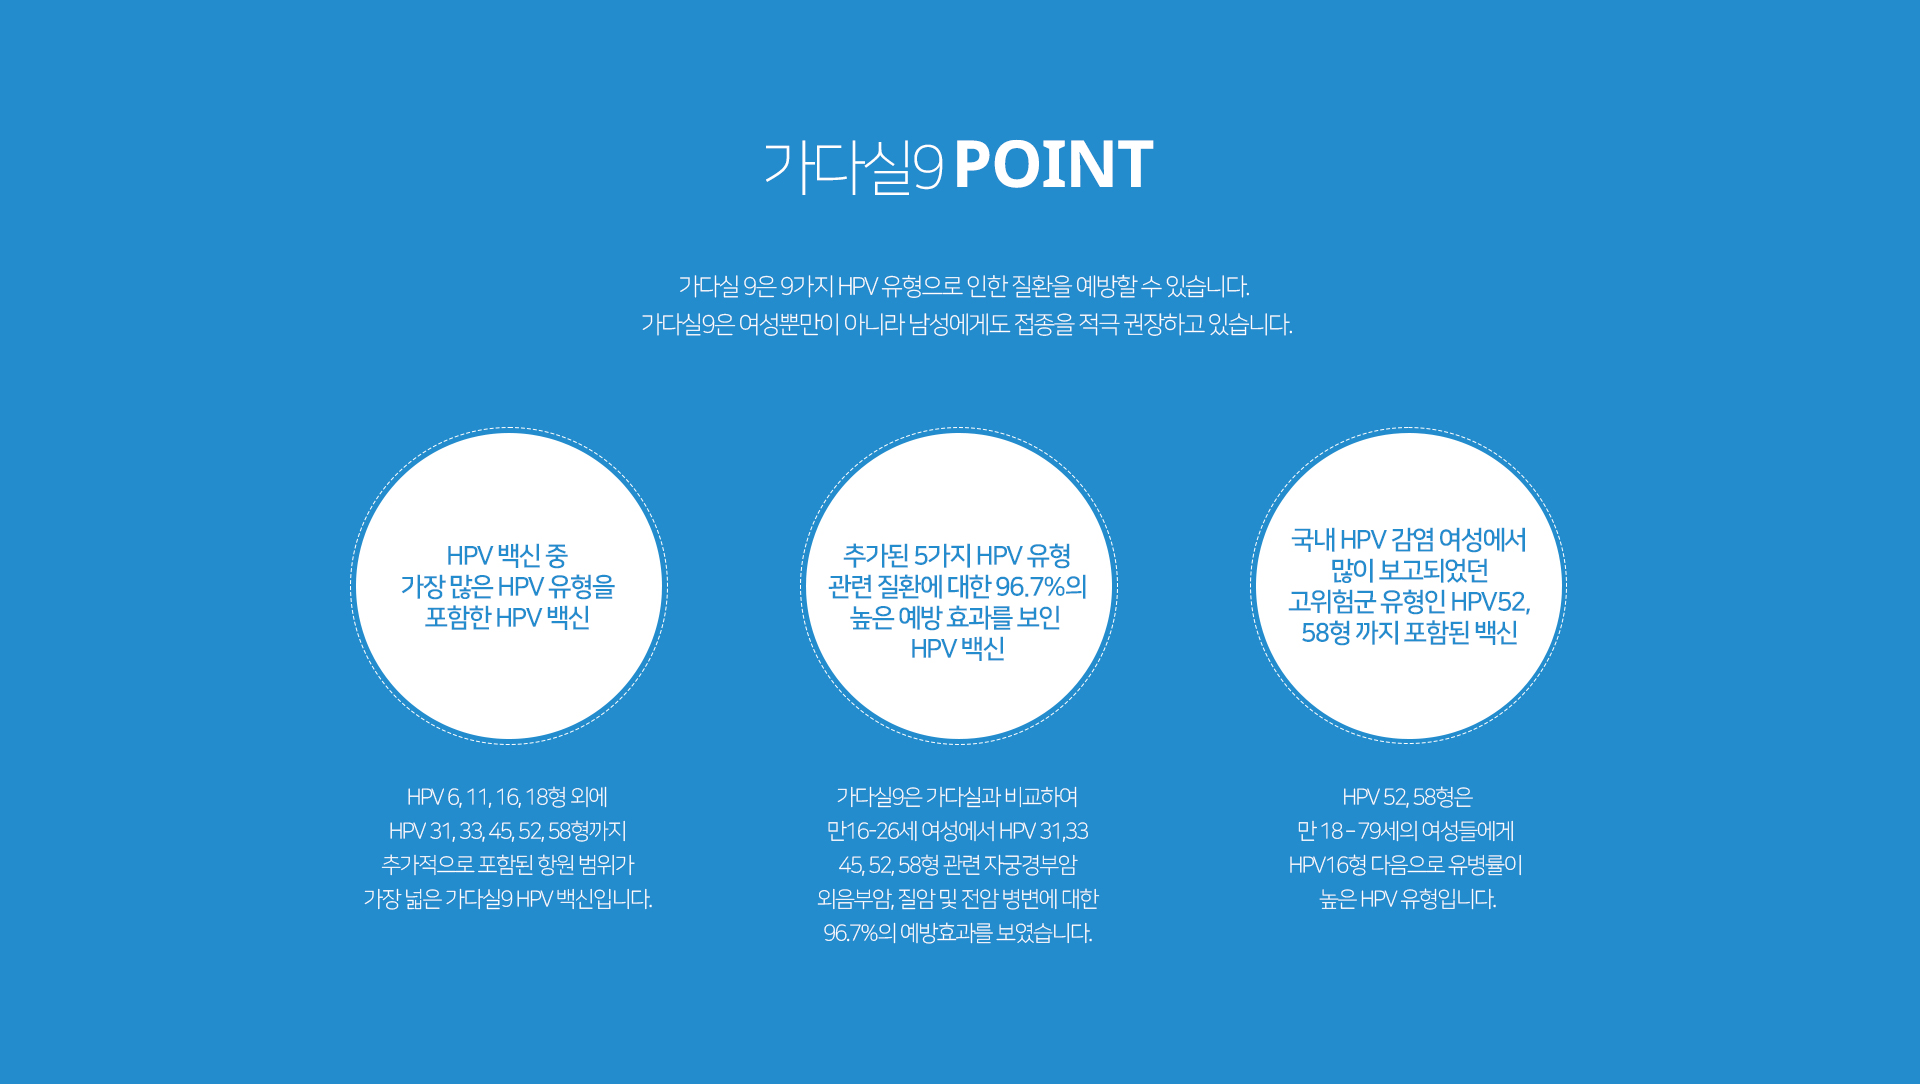 가다실9 POINT
가다실 9은 9가지 HPV 유형으로 인한 질환을 예방할 수 있습니다.
가다실9은 여성뿐만이 아니라 남성에게도 접종을 적극 권장하고 있습니다.
HPV 백신 중
가장 많은 HPV 유형을
포함한 HPV 백신
HPV 6, 11, 16, 18형 외에
HPV 31, 33, 45, 52, 58형까지
추가적으로 포함된 항원 범위가
가장 넓은 가다실9 HPV 백신입니다.
추가된 5가지 HPV 유형
관련 질환에 대한 96.7%의
높은 예방 효과를 보인
HPV 백신
가다실9은 가다실과 비교하여
만16-26세 여성에서 HPV 31,33
45, 52, 58형 관련 자궁경부암
외음부암, 질암 및 전암 병변에 대한
96.7%의 예방효과를 보였습니다.
국내 HPV 감염 여성에서
많이 보고되었던
고위험군 유형인 HPV52,
58형 까지 포함된 백신
HPV 52, 58형은
만 18 – 79세의 여성들에게
HPV16형 다음으로 유병률이
높은 HPV 유형입니다.